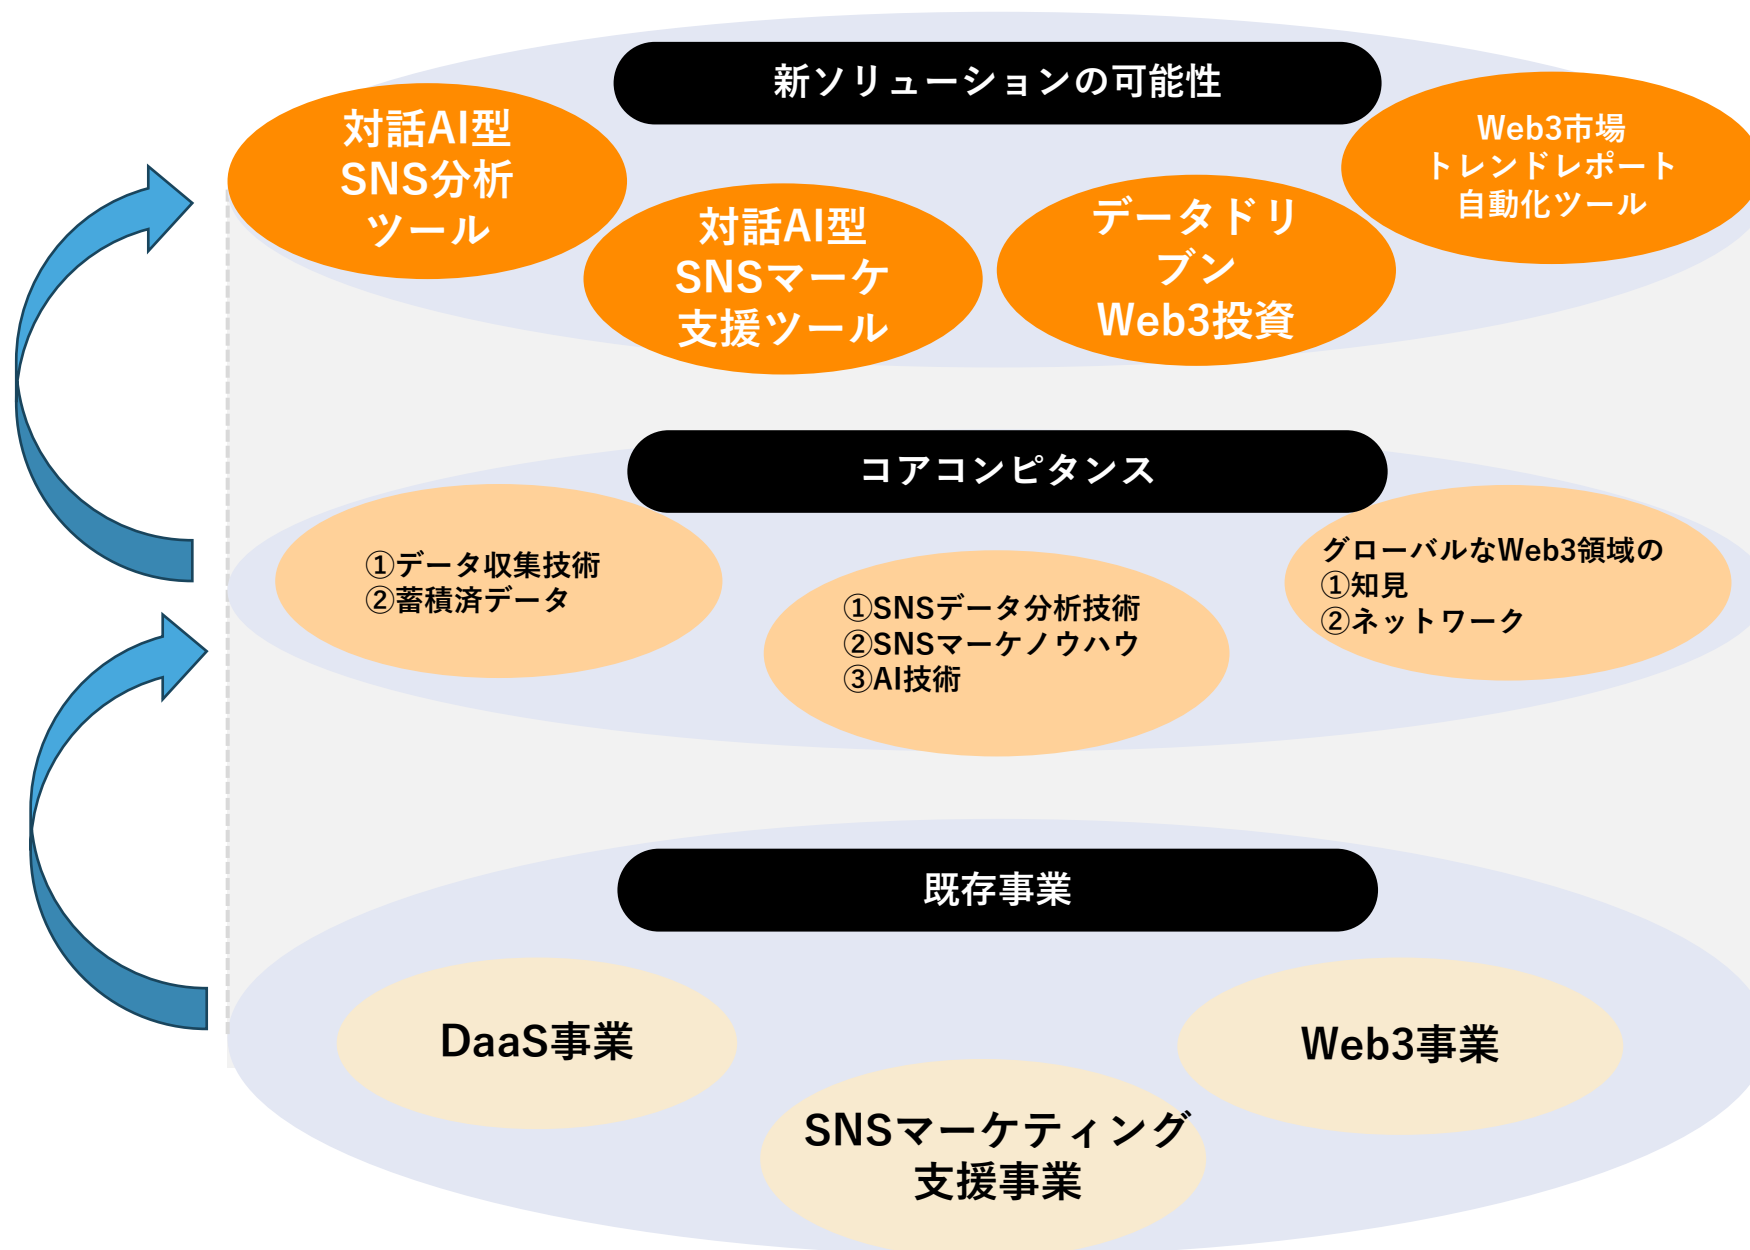 新ソリューションの可能性
対話AI型
SNS分析
ツール
対話AI型
SNSマーケ
支援ツール
データドリ
ブン
Web3投資
Web3市場
トレンドレポート
自動化ツール
コアコンピタンス
①データ収集技術
②蓄積済データ
①SNSデータ分析技術
②SNSマーケノウハウ
③AI技術
グローバルなWeb3領域の
①知見
②ネットワーク
既存事業
DaaS事業
SNSマーケティング
支援事業
Web3事業